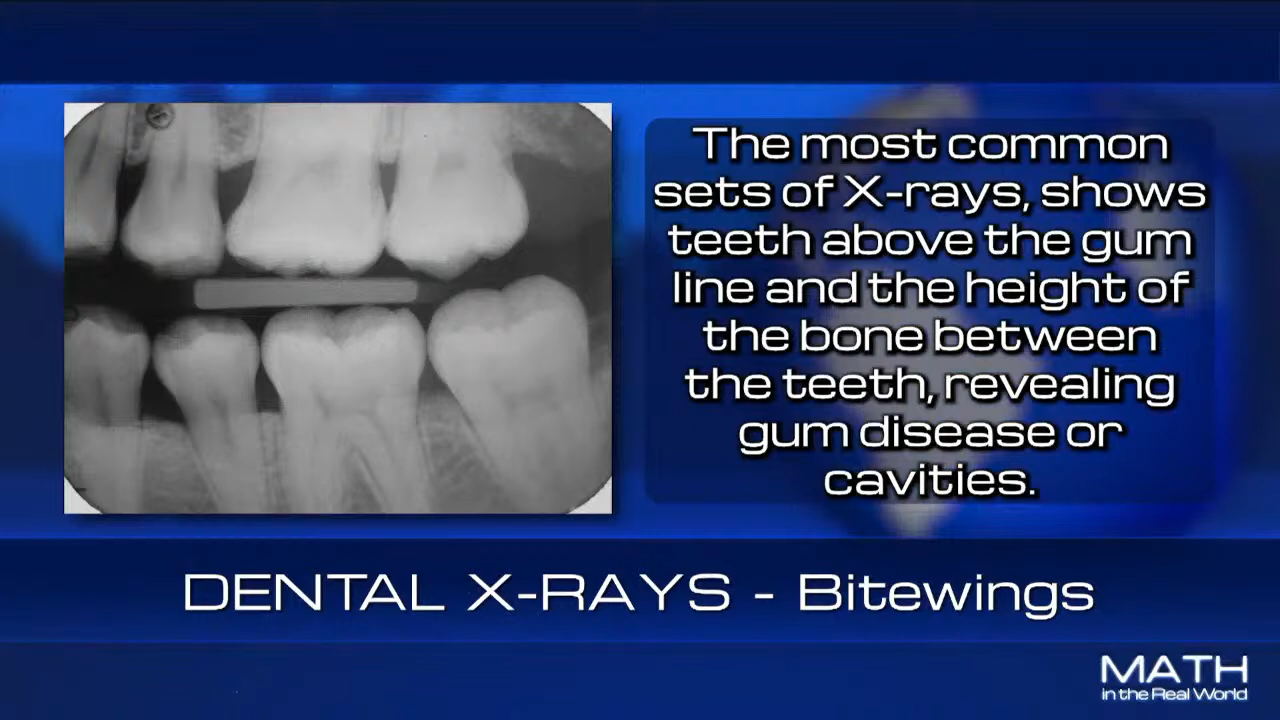 The most common
sets of X-rays, shows
teeth above the gum
line and the height of
the bone between
the teeth, revealing
gum disease or
cavities.
DENTAL X-RAYS - Bitewings
MATH
in the Real World